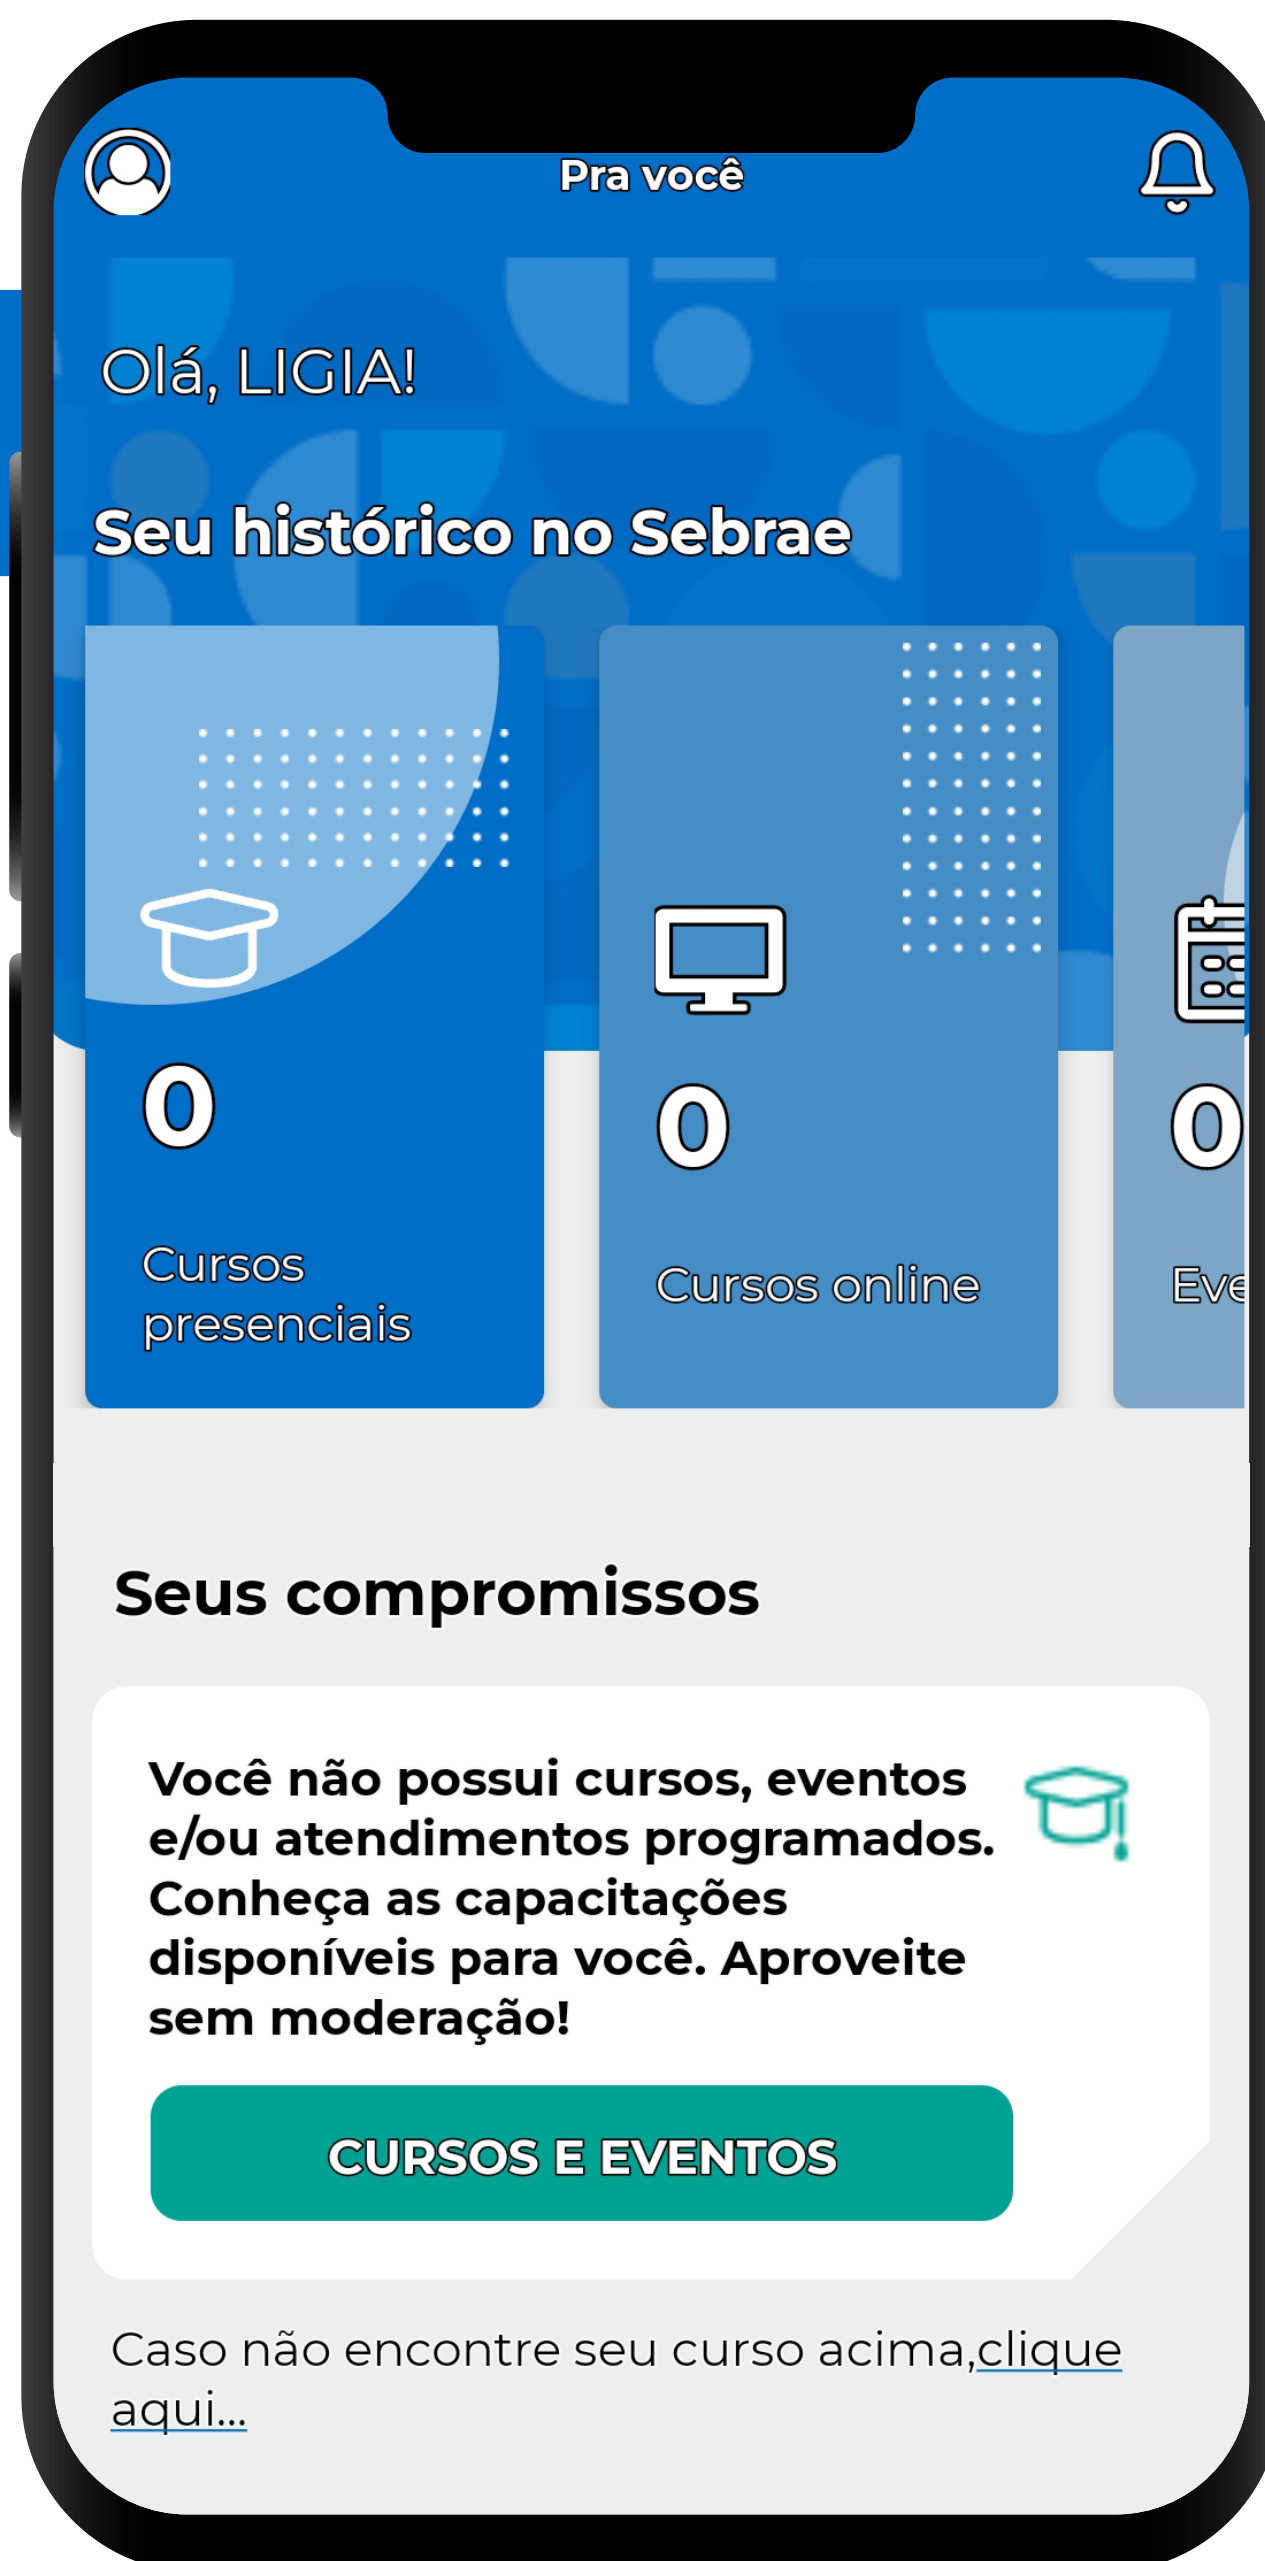 Pra você
Olá, LIGIA!
Seu histórico no Sebrae
0
Cursos
presenciais
0
Cursos online
0
Seus compromissos
Você não possui cursos, eventos
e/ou atendimentos programados.
Conheça as capacitações
disponíveis para você. Aproveite
sem moderação!
CURSOS E EVENTOS
Caso não encontre seu curso acima,clique
aqui...